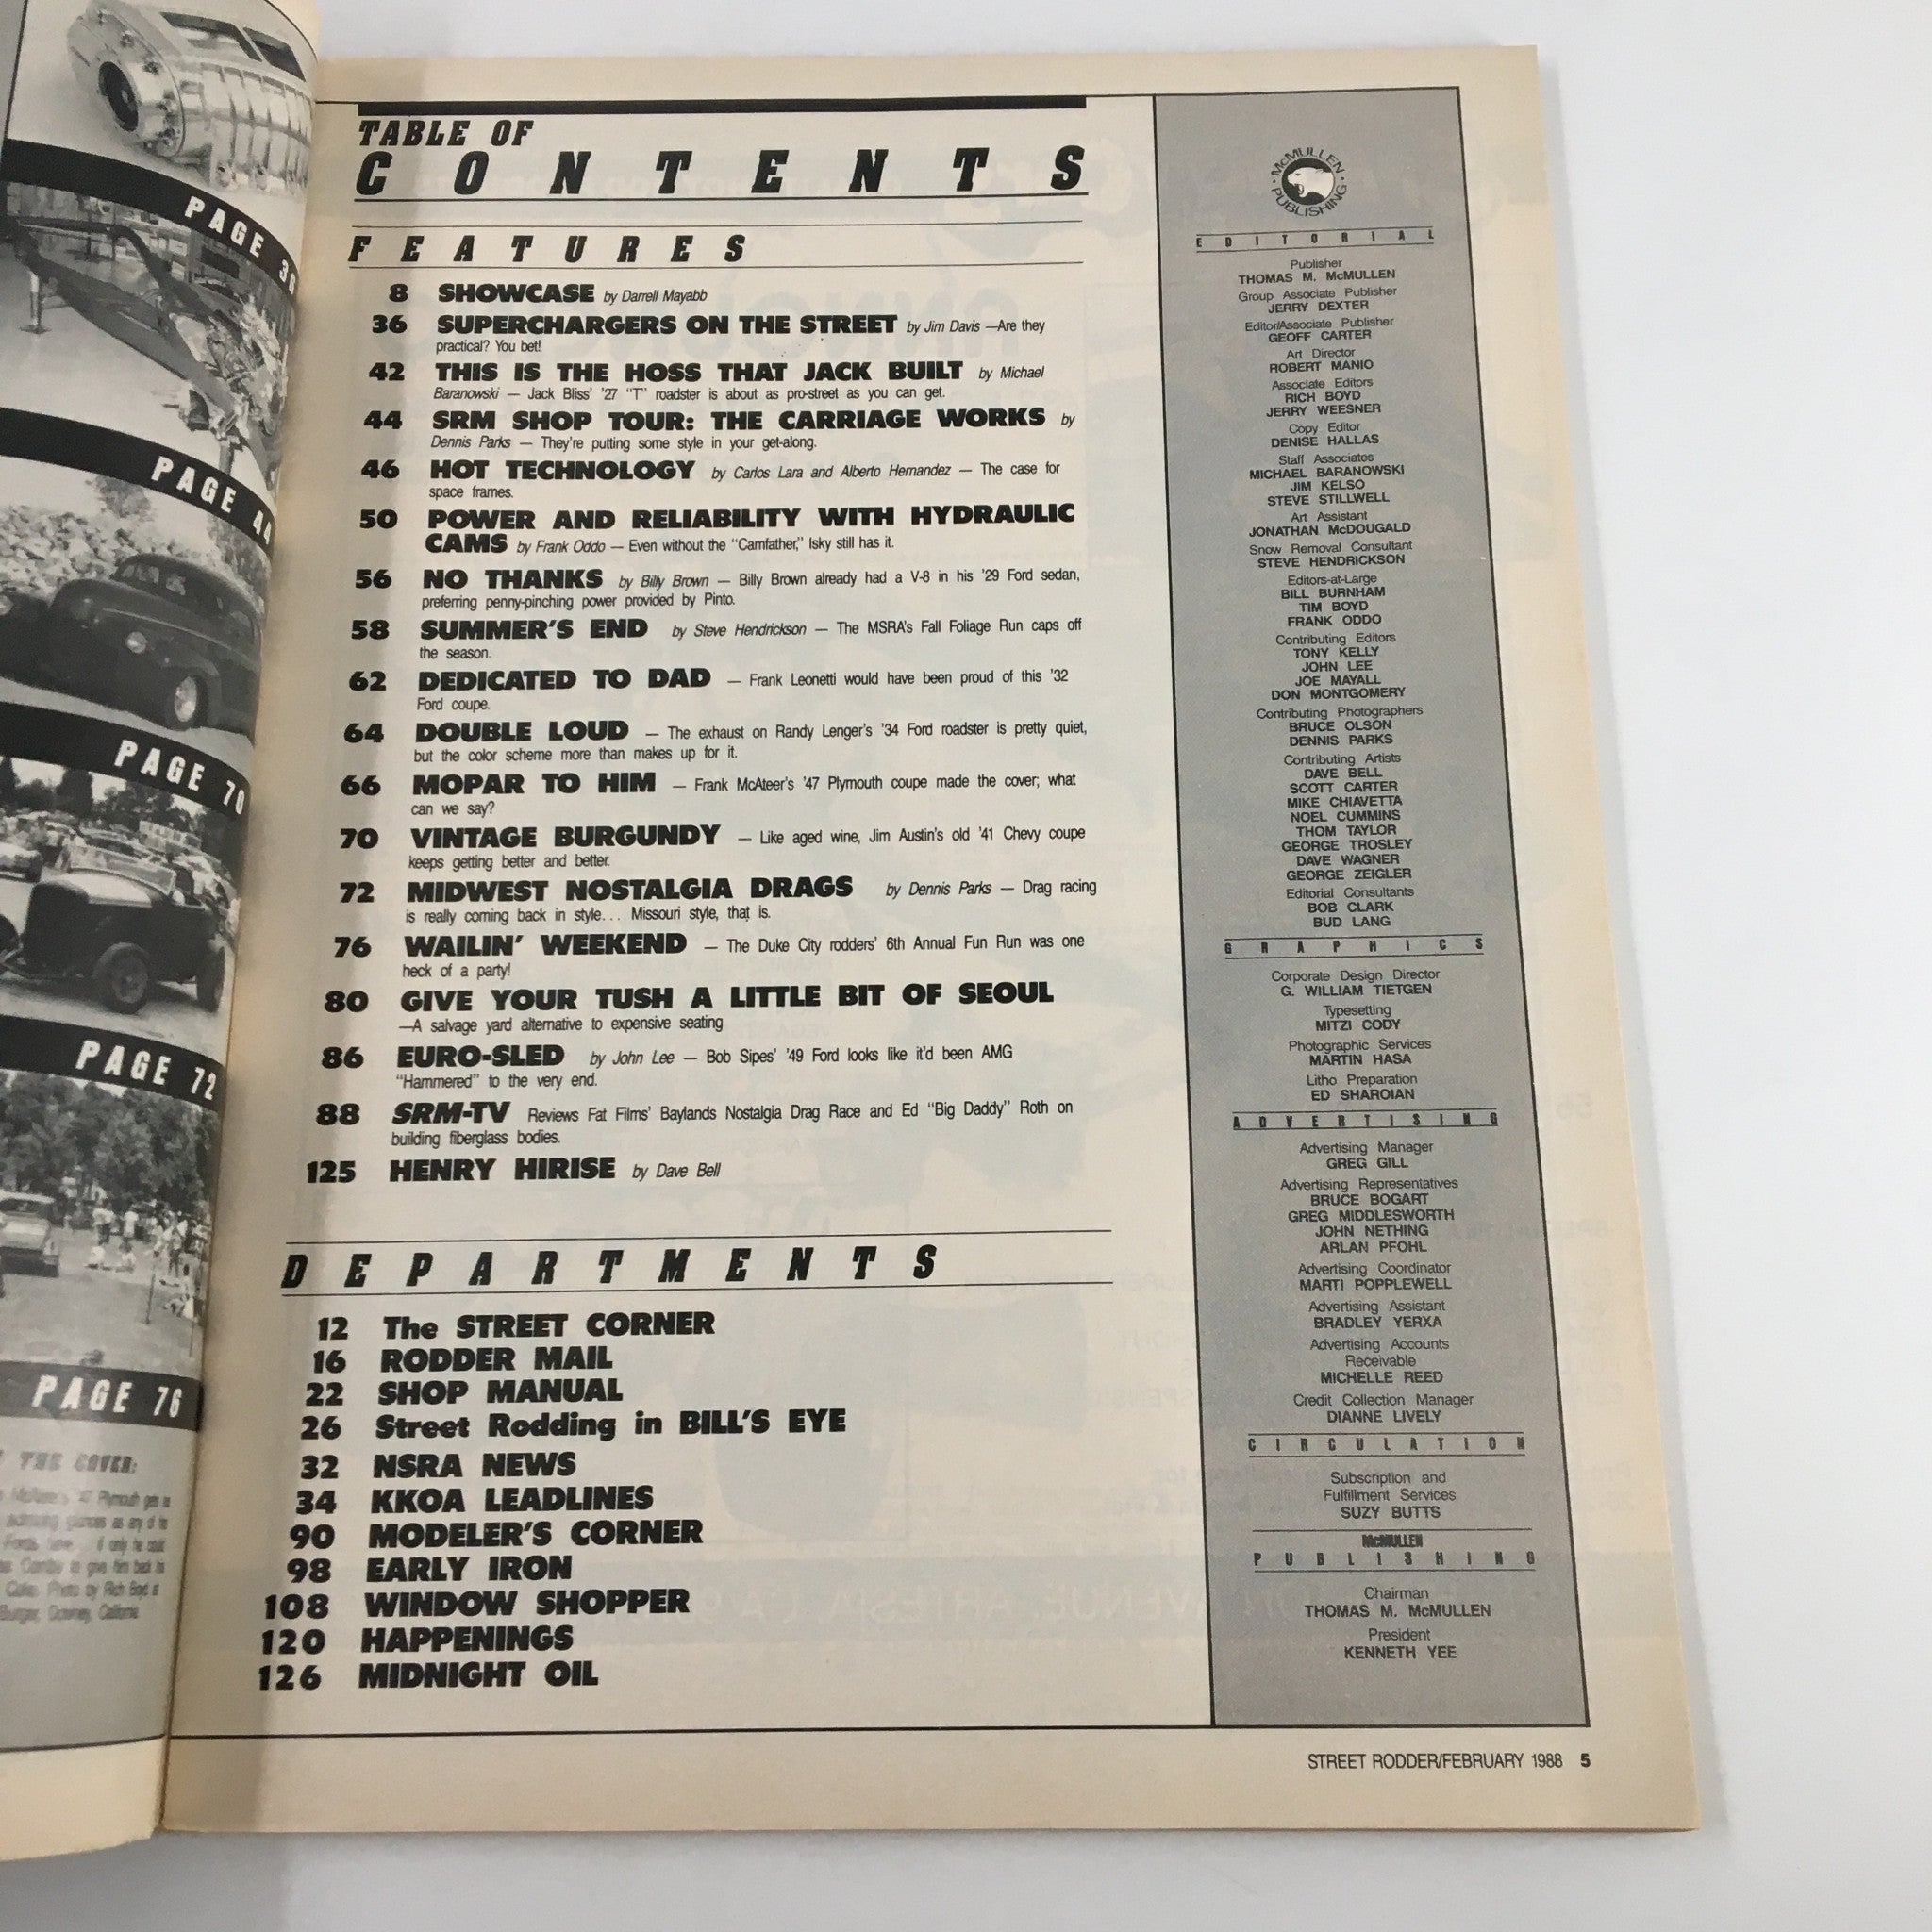 PAGE 36
PAGE 44
PAGE 70
PAGE 72
PAGE 76
THE COVER:
TABLE OF
CONTENTS
FEATURES
8 SHOWCASE by Darrell Mayabb
36 SUPERCHARGERS ON THE STREET by Jim Davis —Are they
practical? You bet!
42 THIS IS THE HOSS THAT JACK BUILT by Michael
Baranowski — Jack Bliss' '27 "T" roadster is about as pro-street as you can get.
44 SRM SHOP TOUR: THE CARRIAGE WORKS by
Dennis Parks — They're putting some style in your get-along.
46 HOT TECHNOLOGY by Carlos Lara and Alberto Hernandez — The case for
space frames.
50 POWER AND RELIABILITY WITH HYDRAULIC
CAMS by Frank Oddo — Even without the "Camfather," Isky still has it.
56 NO THANKS by Billy Brown — Billy Brown already had a V-8 in his '29 Ford sedan,
preferring penny-pinching power provided by Pinto.
58 SUMMER'S END by Steve Hendrickson — The MSRA's Fall Foliage Run caps off
the season.
62 DEDICATED TO DAD — Frank Leonetti would have been proud of this '32
Ford coupe.
64 DOUBLE LOUD — The exhaust on Randy Lenger's '34 Ford roadster is pretty quiet,
but the color scheme more than makes up for it.
66 MOPAR TO HIM — Frank McAteer's '47 Plymouth coupe made the cover; what
can we say?
70 VINTAGE BURGUNDY — Like aged wine, Jim Austin's old '41 Chevy coupe
keeps getting better and better.
72 MIDWEST NOSTALGIA DRAGS by Dennis Parks — Drag racing
is really coming back in style... Missouri style, that is.
76 WAILIN' WEEKEND — The Duke City rodders' 6th Annual Fun Run was one
heck of a party!
80 GIVE YOUR TUSH A LITTLE BIT OF SEOUL
—A salvage yard alternative to expensive seating
86 EURO-SLED by John Lee — Bob Sipes' '49 Ford looks like it'd been AMG
"Hammered" to the very end.
88 SRM-TV Reviews Fat Films' Baylands Nostalgia Drag Race and Ed "Big Daddy" Roth on
building fiberglass bodies.
125 HENRY HIRISE by Dave Bell
DEPARTMENTS
12 The STREET CORNER
16 RODDER MAIL
22 SHOP MANUAL
26 Street Rodding in BILL'S EYE
32 NSRA NEWS
34 KKOA LEADLINES
90 MODELER'S CORNER
98 EARLY IRON
108 WINDOW SHOPPER
120 HAPPENINGS
126 MIDNIGHT OIL
McMULLEN
PUBLISHING
EDITORIAL
Publisher
THOMAS M. McMULLEN
Group Associate Publisher
JERRY DEXTER
Editor/Associate Publisher
GEOFF CARTER
Art Director
ROBERT MANIO
Associate Editors
RICH BOYD
JERRY WEESNER
Copy Editor
DENISE HALLAS
Staff Associates
MICHAEL BARANOWSKI
JIM KELSO
STEVE STILLWELL
Art Assistant
JONATHAN McDOUGALD
Snow Removal Consultant
STEVE HENDRICKSON
Editors-at-Large
BILL BURNHAM
TIM BOYD
FRANK ODDO
Contributing Editors
TONY KELLY
JOHN LEE
JOE MAYALL
DON MONTGOMERY
Contributing Photographers
BRUCE OLSON
DENNIS PARKS
Contributing Artists
DAVE BELL
SCOTT CARTER
MIKE CHIAVETTA
NOEL CUMMINS
THOM TAYLOR
GEORGE TROSLEY
DAVE WAGNER
GEORGE ZEIGLER
Editorial Consultants
BOB CLARK
BUD LANG
GRAPHICS
Corporate Design Director
G. WILLIAM TIETGEN
Typesetting
MITZI CODY
Photographic Services
MARTIN HASA
Litho Preparation
ED SHAROIAN
ADVERTISING
Advertising Manager
GREG GILL
Advertising Representatives
BRUCE BOGART
GREG MIDDLESWORTH
JOHN NETHING
ARLAN PFOHL
Advertising Coordinator
MARTI POPPLEWELL
Advertising Assistant
BRADLEY YERXA
Advertising Accounts
Receivable
MICHELLE REED
Credit Collection Manager
DIANNE LIVELY
CIRCULATION
Subscription and
Fulfillment Services
SUZY BUTTS
McMULLEN
PUBLISHING
Chairman
THOMAS M. McMULLEN
President
KENNETH YEE
STREET RODDER/FEBRUARY 1988 5